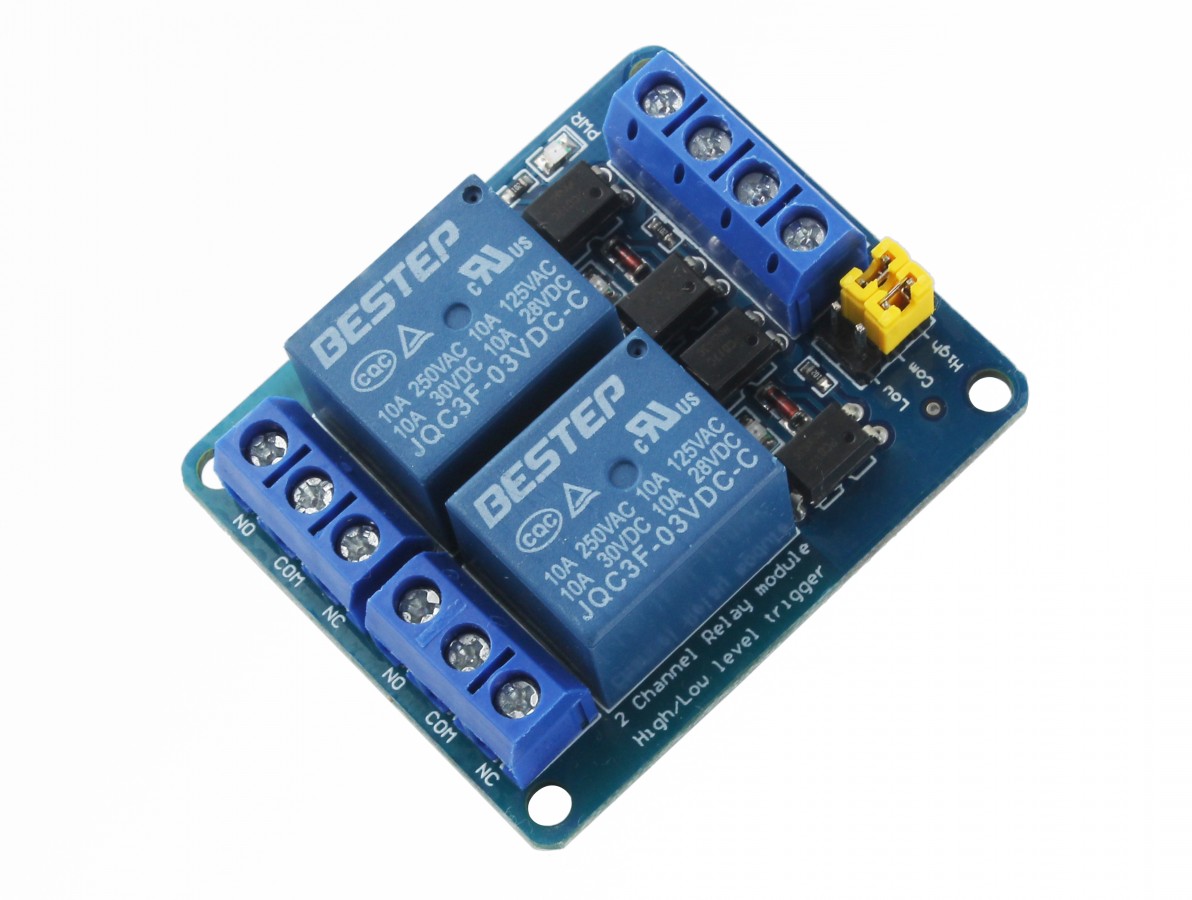 PWR
BESTEP
c RU US
CQC
10A 250VAC 10A 125VAC
10A 30VDC 10A 28VDC
JQC3F-03VDC-C
BESTEP
c RU US
CQC
10A 250VAC 10A 125VAC
10A 30VDC 10A 28VDC
JQC3F-03VDC-C
High
Com
Low
NO
COM
NC
NO
COM
NC
2 Channel Relay module
High/Low level trigger